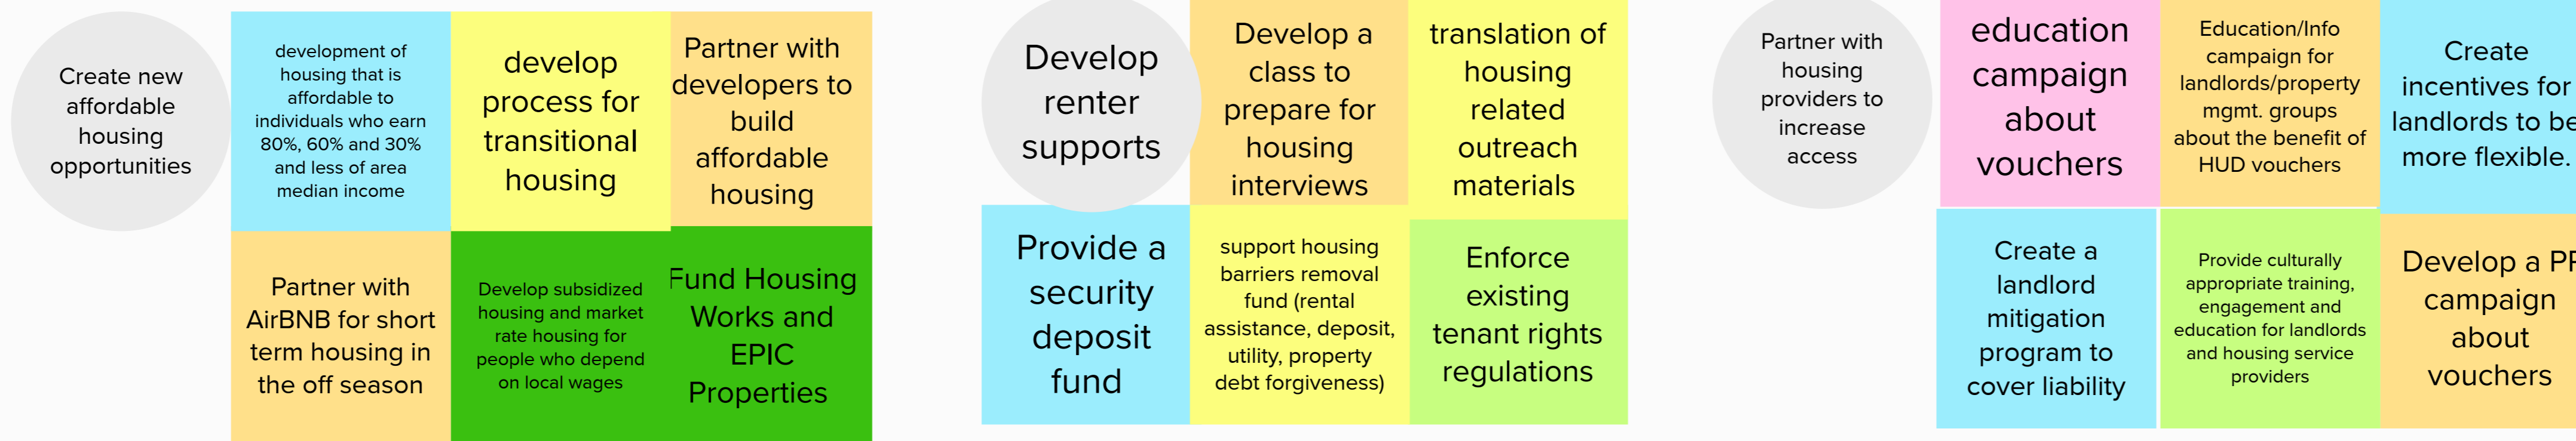 Create new
affordable
housing
opportunities
development of
housing that is
affordable to
individuals who earn
80%, 60% and 30%
and less of area
median income
develop
process for
transitional
housing
Partner with
developers to
build
affordable
housing
Partner with
AirBNB for short
term housing in
the off season
Develop subsidized
housing and market
rate housing for
people who depend
on local wages
Fund Housing
Works and
EPIC
Properties
Develop
renter
supports
Develop a
class to
prepare for
housing
interviews
translation of
housing
related
outreach
materials
Provide a
security
deposit
fund
support housing
barriers removal
fund (rental
assistance, deposit,
utility, property
debt forgiveness)
Enforce
existing
tenant rights
regulations
Partner with
housing
providers to
increase
access
education
campaign
about
vouchers
Education/Info
campaign for
landlords/property
mgmt. groups
about the benefit of
HUD vouchers
Create
incentives for
landlords to be
more flexible.
Create a
landlord
mitigation
program to
cover liability
Provide culturally
appropriate training,
engagement and
education for landlords
and housing service
providers
Develop a PR
campaign
about
vouchers